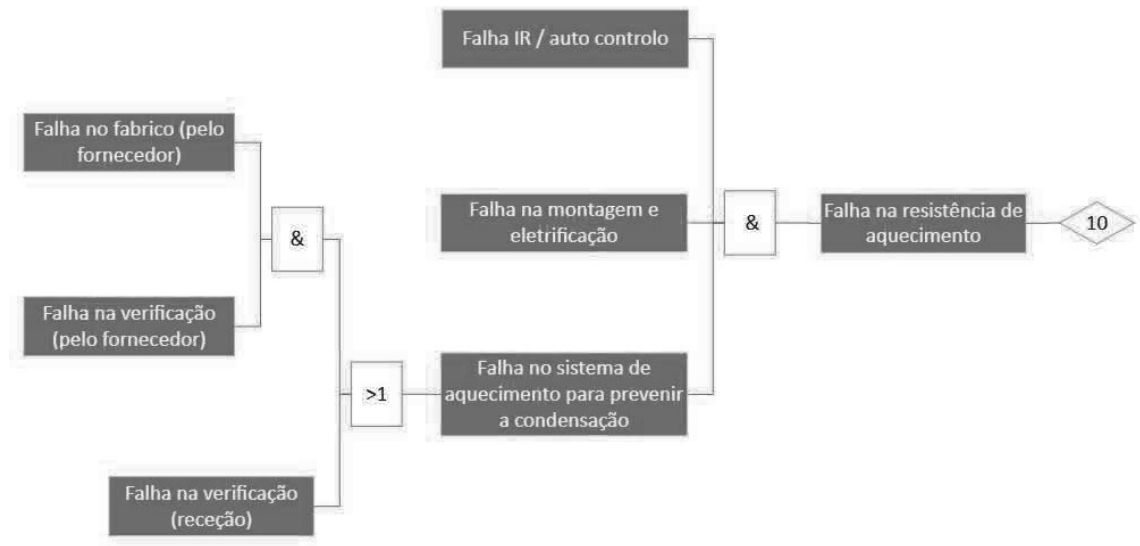 Falha IR / auto controlo
Falha no fabrico (pelo
fornecedor)
&
Falha na verificação
(pelo fornecedor)
Falha na montagem e
eletrificação
&
Falha na resistência de
aquecimento
10
>1
Falha no sistema de
aquecimento para prevenir
a condensação
Falha na verificação
(receção)